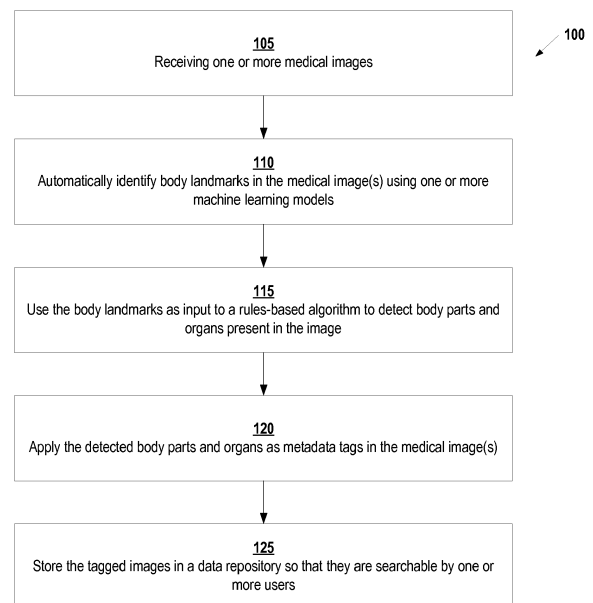 105
100
Receiving one or more medical images
110
Automatically identify body landmarks in the medical image(s) using one or more
machine learning models
115
Use the body landmarks as input to a rules-based algorithm to detect body parts and
organs present in the image
120
Apply the detected body parts and organs as metadata tags in the medical image(s)
125
Store the tagged images in a data repository so that they are searchable by one or
more users